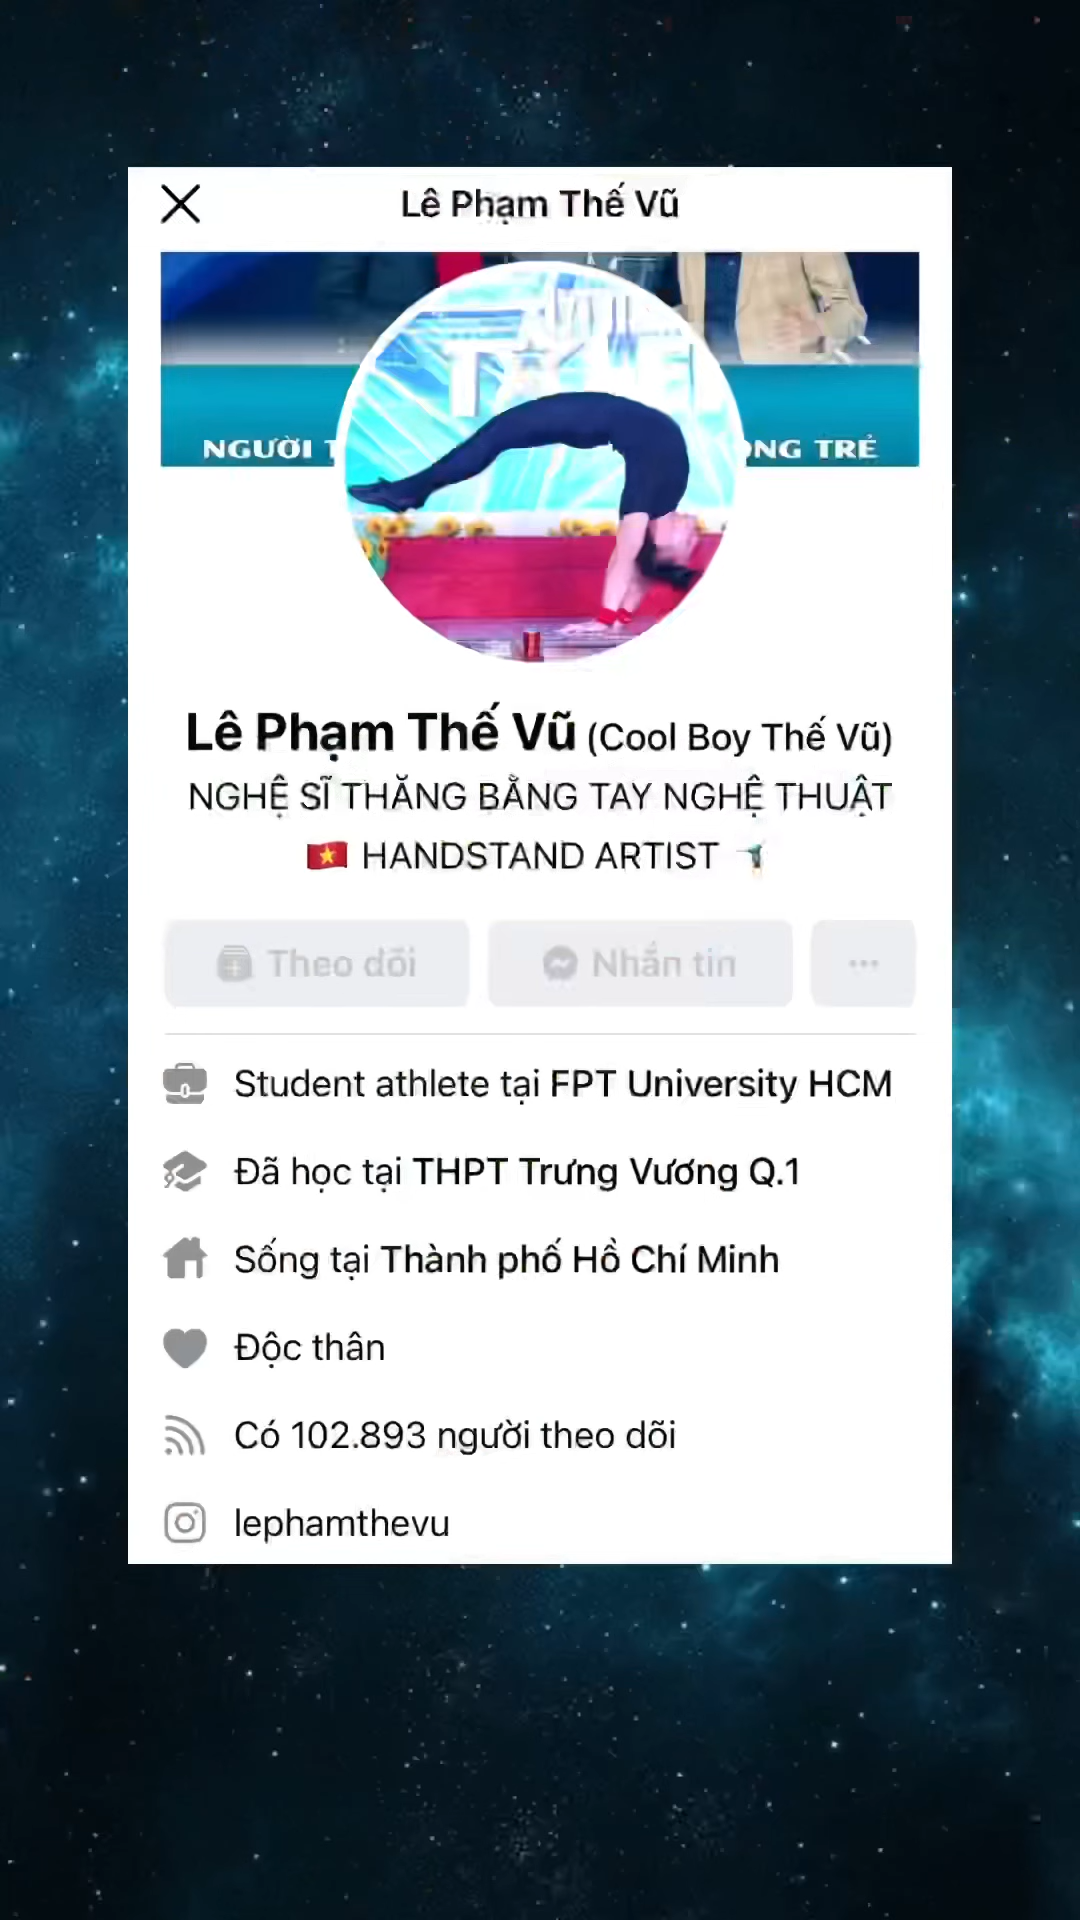 Lê Phạm Thế Vũ
NGƯỜI
ONG TRẺ
Lê Phạm Thế Vũ (Cool Boy Thế Vũ)
NGHỆ SĨ THĂNG BẰNG TAY NGHỆ THUẬT
🇻🇳 HANDSTAND ARTIST
Theo dõi
Nhắn tin
...
Student athlete tại FPT University HCM
Đã học tại THPT Trưng Vương Q.1
Sống tại Thành phố Hồ Chí Minh
Độc thân
Có 102.893 người theo dõi
lephamthevu